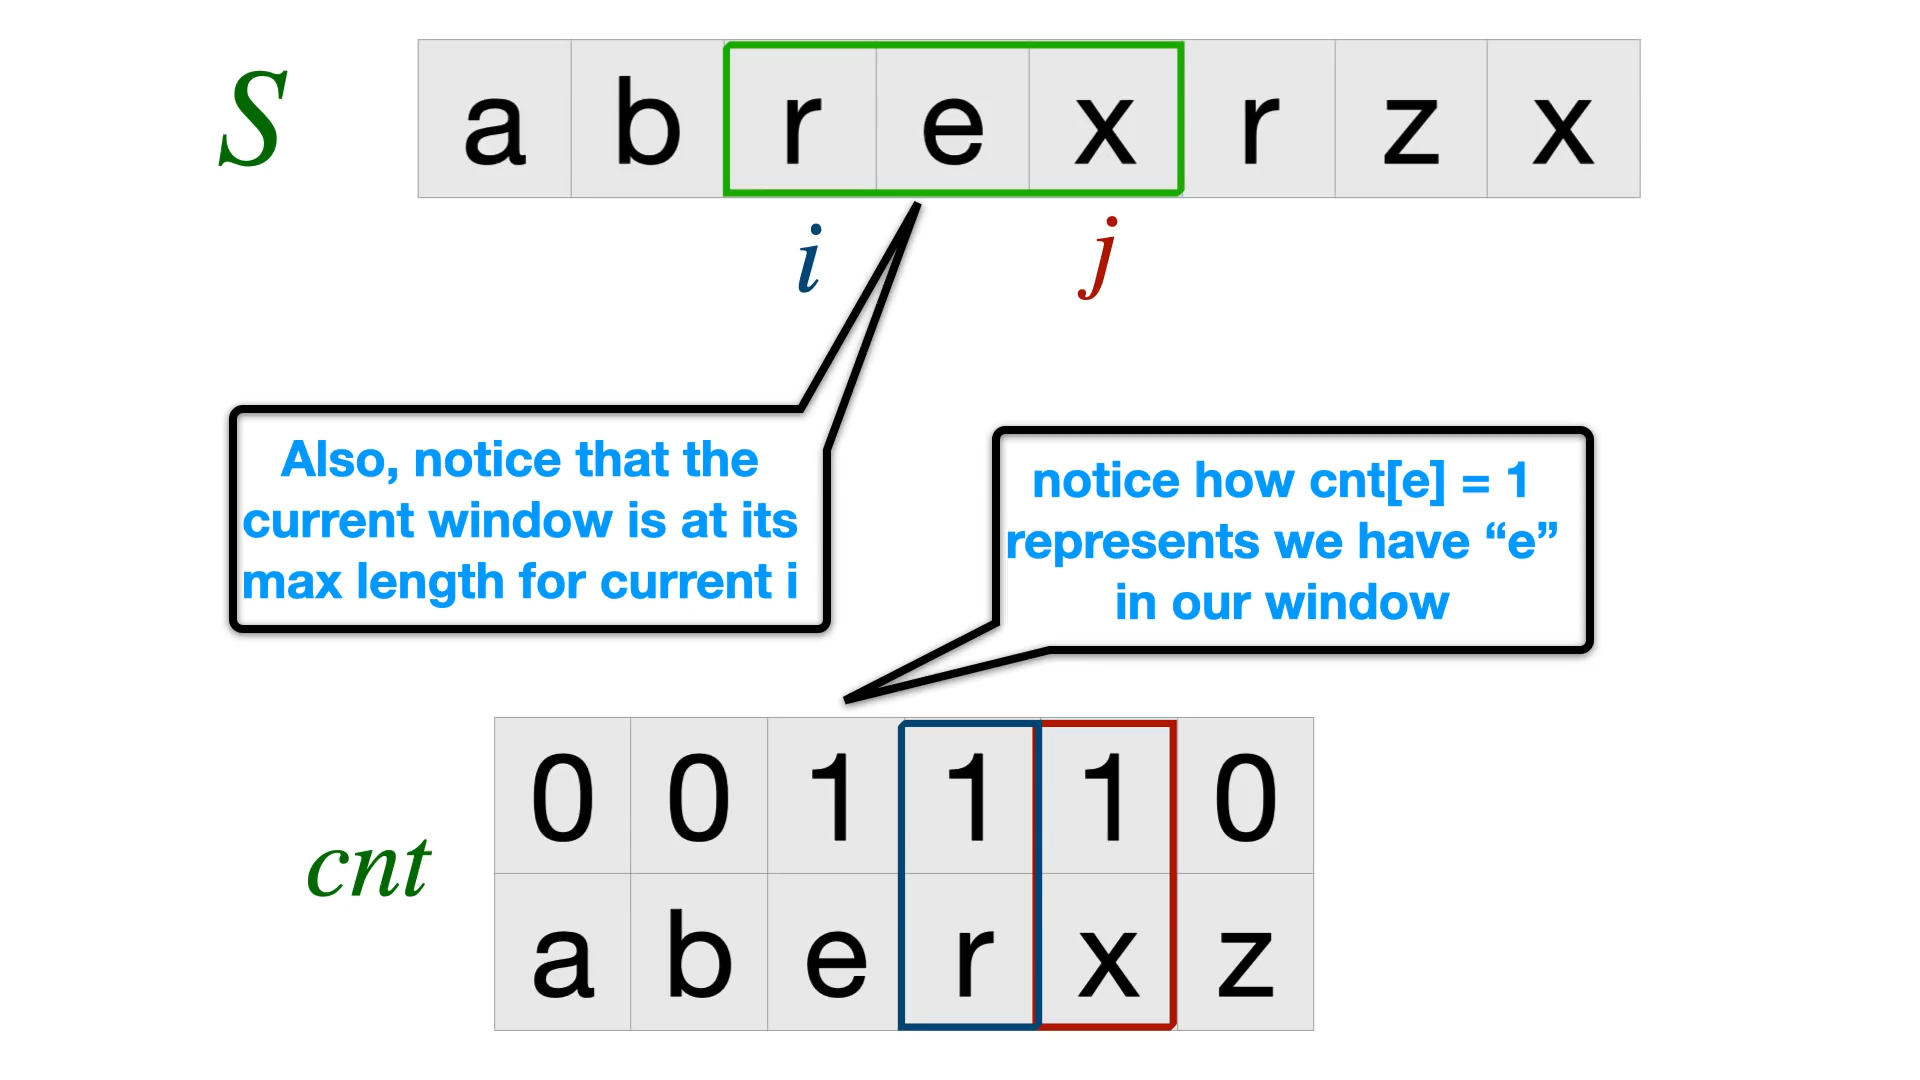 S a b r e x r z x
i j
Also, notice that the
current window is at its
max length for current i
notice how cnt[e] = 1
represents we have “e”
in our window
0 0 1 1 1 0
cnt
a b e r x z